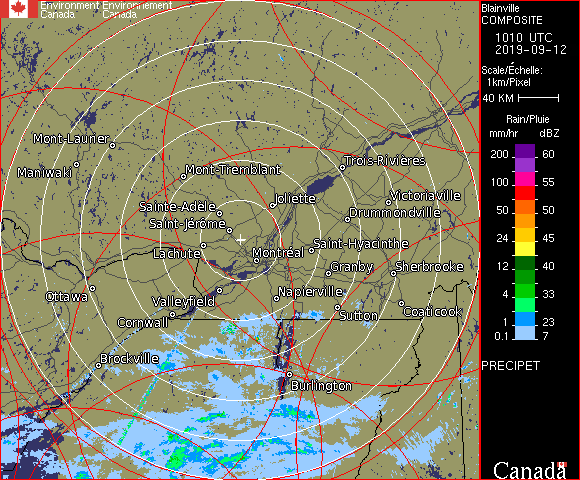 Environment Environnement
Canada Canada
Blainville
COMPOSITE
1010 UTC
2019-09-12
Scale/Échelle:
1km/Pixel
40 KM
Rain/Pluie
mm/hr dBZ
200 60
100 55
50 50
24 45
12 40
4 33
1 23
0.1 7
PRECIPET
Canada
Mont-Laurier
Maniwaki
Mont-Tremblant
Trois-Rivières
Joliette
Victoriaville
Sainte-Adèle
Drummondville
Saint-Jérôme
Saint-Hyacinthe
Lachute
Montréal
Granby
Sherbrooke
Ottawa
Valleyfield
Napierville
Cornwall
Sutton
Coaticook
Brockville
Burlington